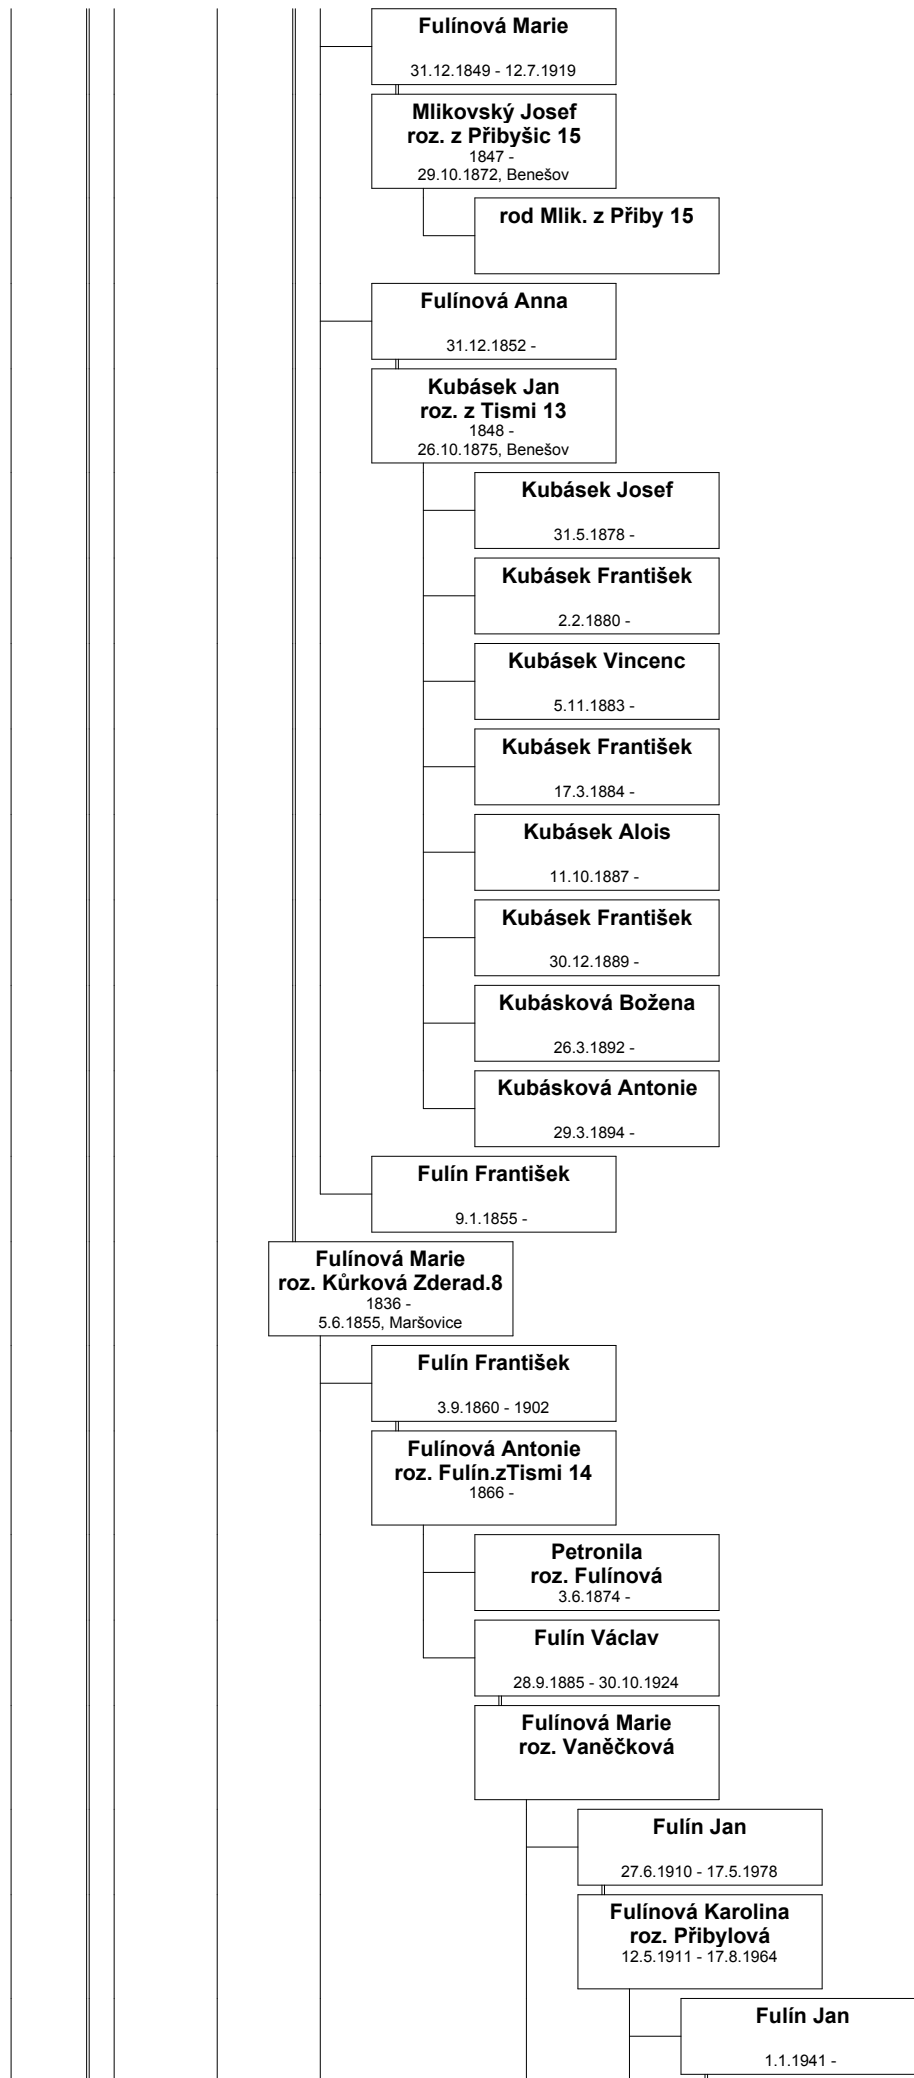 Fulínová Marie
31.12.1849 - 12.7.1919
Mlikovský Josef
roz. z Přibyšic 15
1847 -
29.10.1872, Benešov
rod Mlik. z Přiby 15
Fulínová Anna
31.12.1852 -
Kubásek Jan
roz. z Tismi 13
1848 -
26.10.1875, Benešov
Kubásek Josef
31.5.1878 -
Kubásek František
2.2.1880 -
Kubásek Vincenc
5.11.1883 -
Kubásek František
17.3.1884 -
Kubásek Alois
11.10.1887 -
Kubásek František
30.12.1889 -
Kubásková Božena
26.3.1892 -
Kubásková Antonie
29.3.1894 -
Fulín František
9.1.1855 -
Fulínová Marie
roz. Kůrková Zderad.8
1836 -
5.6.1855, Maršovice
Fulín František
3.9.1860 - 1902
Fulínová Antonie
roz. Fulín.zTismi 14
1866 -
Petronila
roz. Fulínová
3.6.1874 -
Fulín Václav
28.9.1885 - 30.10.1924
Fulínová Marie
roz. Vaněčková
Fulín Jan
27.6.1910 - 17.5.1978
Fulínová Karolina
roz. Přibylová
12.5.1911 - 17.8.1964
Fulín Jan
1.1.1941 -